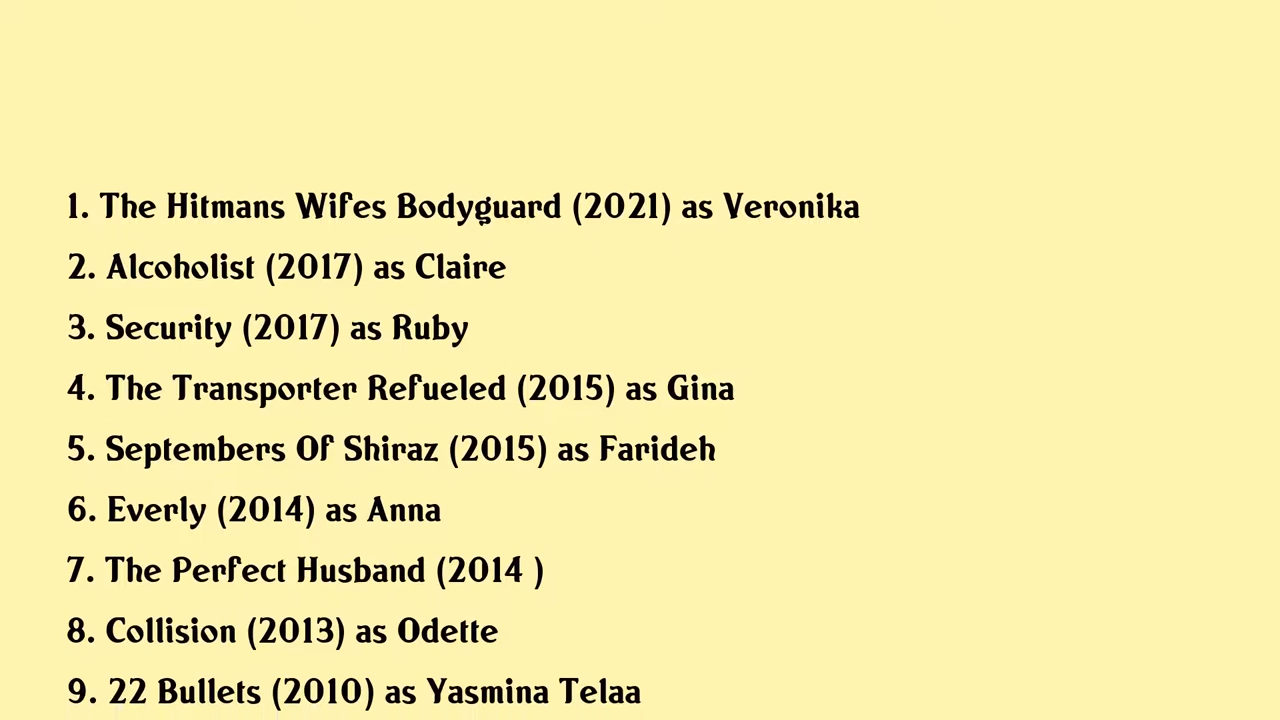 1. The Hitmans Wifes Bodyguard (2021) as Veronika
2. Alcoholist (2017) as Claire
3. Security (2017) as Ruby
4. The Transporter Refueled (2015) as Gina
5. Septembers Of Shiraz (2015) as Farideh
6. Everly (2014) as Anna
7. The Perfect Husband (2014 )
8. Collision (2013) as Odette
9. 22 Bullets (2010) as Yasmina Telaa